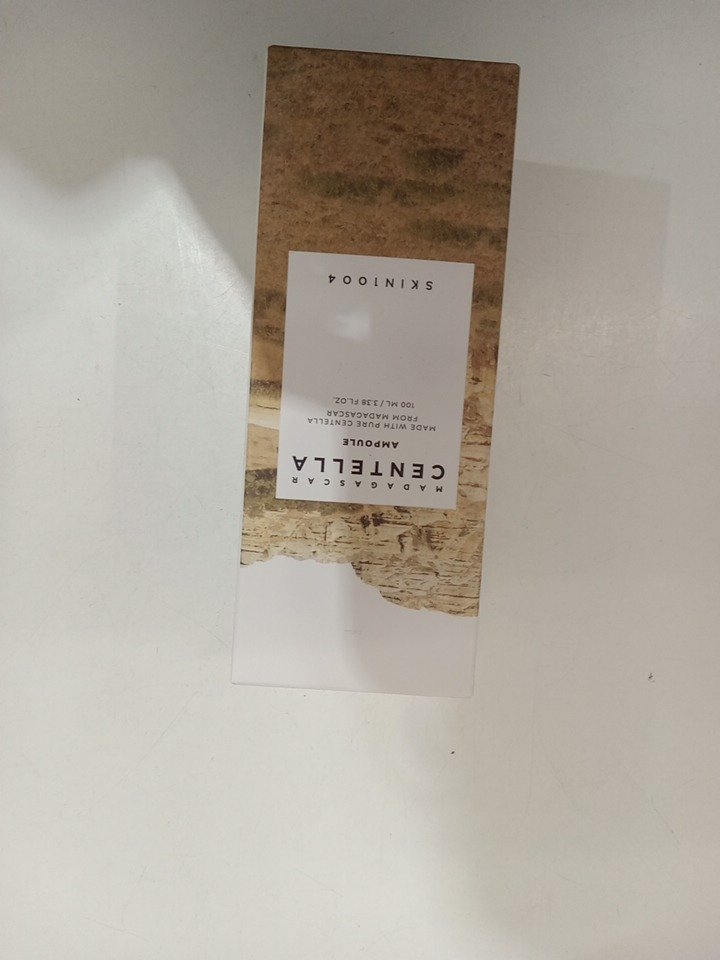 MADAGASCAR
CENTELLA
AMPOULE
MADE WITH PURE CENTELLA
FROM MADAGASCAR
100 ML / 3.38 FL.OZ.
SKIN1004